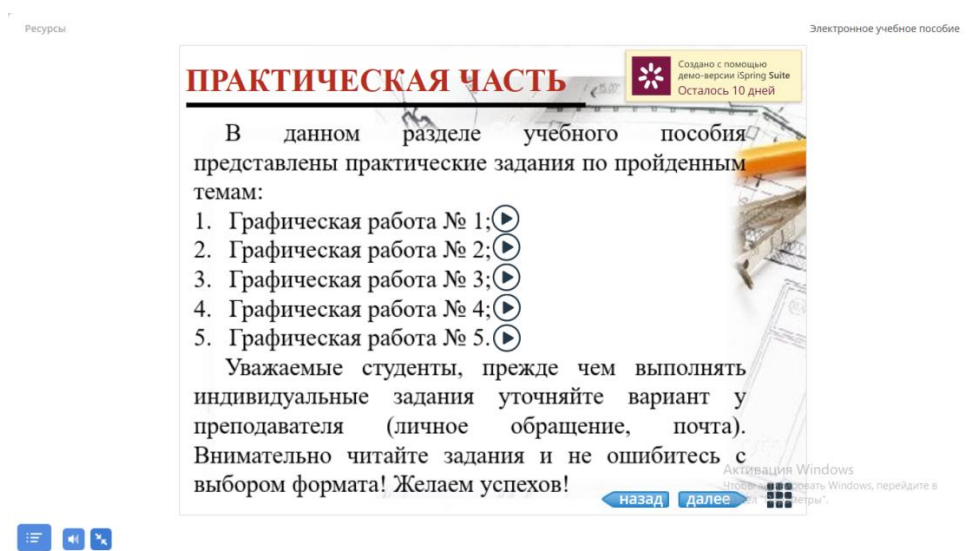 Ресурсы
Электронное учебное пособие
ПРАКТИЧЕСКАЯ ЧАСТЬ
Создано с помощью
демо-версии iSpring Suite
Осталось 10 дней
В данном разделе учебного пособия
представлены практические задания по пройденным
темам:
1. Графическая работа № 1;
2. Графическая работа № 2;
3. Графическая работа № 3;
4. Графическая работа № 4;
5. Графическая работа № 5.
Уважаемые студенты, прежде чем выполнять
индивидуальные задания уточняйте вариант у
преподавателя (личное обращение, почта).
Внимательно читайте задания и не ошибитесь с
выбором формата! Желаем успехов!
Активация Windows
Windows, перейдите в
назад далее